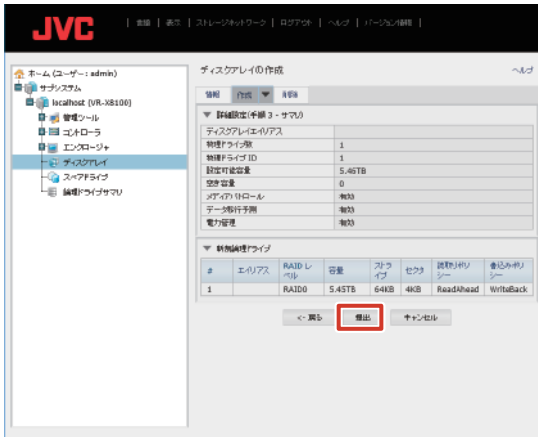 JVC
| 言語 | 表示 | ストレージネットワーク | ログアウト | ヘルプ | バージョン情報 |
ホーム (ユーザー: admin)
サブシステム
localhost (VR-X8100)
管理ツール
コントローラ
エンクロージャ
ディスクアレイ
スペアドライブ
論理ドライブサマリ
ディスクアレイの作成
ヘルプ
情報 作成 削除
詳細設定(手順 3 - サマリ)
ディスクアレイエイリアス
物理ドライブ数 1
物理ドライブ ID 1
設定可能容量 5.46TB
空き容量 0
メディアパトロール 有効
データ移行予測 有効
電力管理 有効
新規論理ドライブ
# エイリアス RAID レベル 容量 ストライプ セクタ 読取りポリシー 書込みポリシー
1 RAID0 5.45TB 64KB 4KB ReadAhead WriteBack
<- 戻る 提出 キャンセル